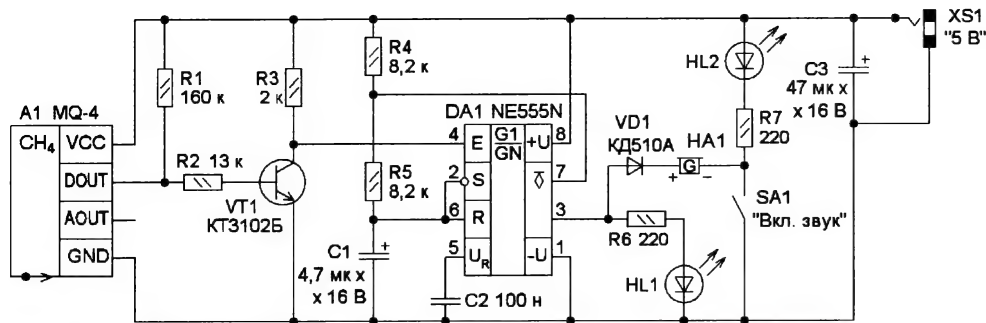 XS1
"5 В"
R4
8,2 к
HL2
C3
47 мк х
х 16 В
R1
160 к
R3
2 к
A1 MQ-4
DA1 NE555N
R7
220
CH4
VCC
DOUT
AOUT
GND
R2 13 к
4
E
G1
GN
+U
8
VD1
КД510А
HA1
G
+
–
7
R5
8,2 к
2
S
6
R
3
VT1
КТ3102Б
R6 220
SA1
"Вкл. звук"
C1
+
4,7 мк х
х 16 В
5
UR
-U
1
C2 100 н
HL1
+